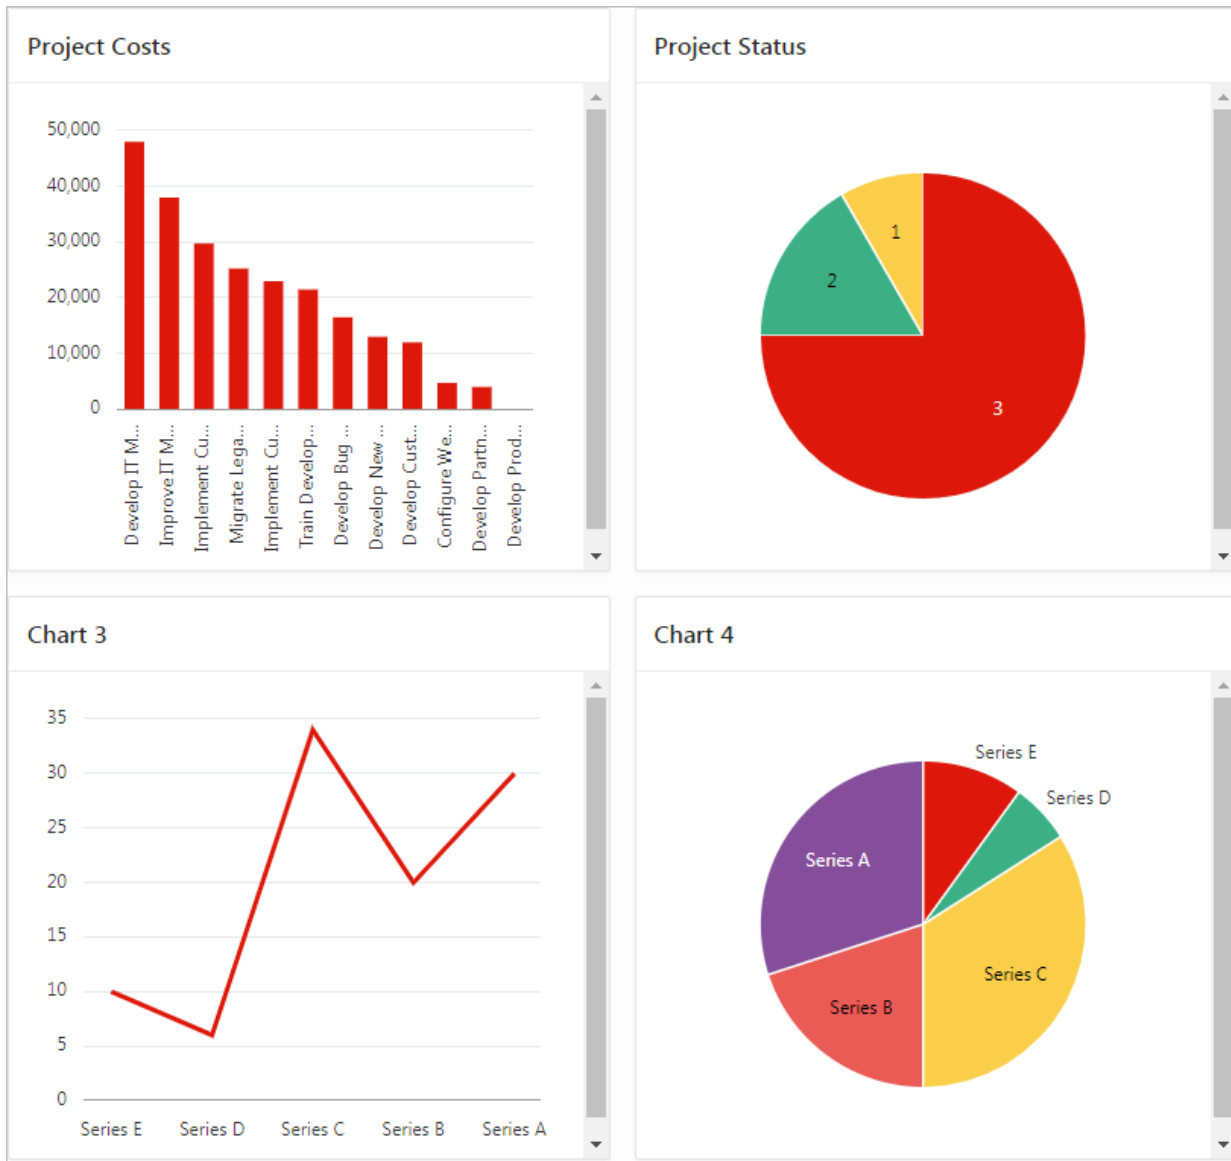 Project Costs
50,000
40,000
30,000
20,000
10,000
0
Develop IT M...
Improve IT M...
Implement Cu...
Migrate Lega...
Implement Cu...
Train Develop...
Develop Bug ...
Develop New ...
Develop Cust...
Configure We...
Develop Partn...
Develop Prod...
Project Status
1
2
3
Chart 3
35
30
25
20
15
10
5
0
Series E
Series D
Series C
Series B
Series A
Chart 4
Series E
Series D
Series A
Series C
Series B